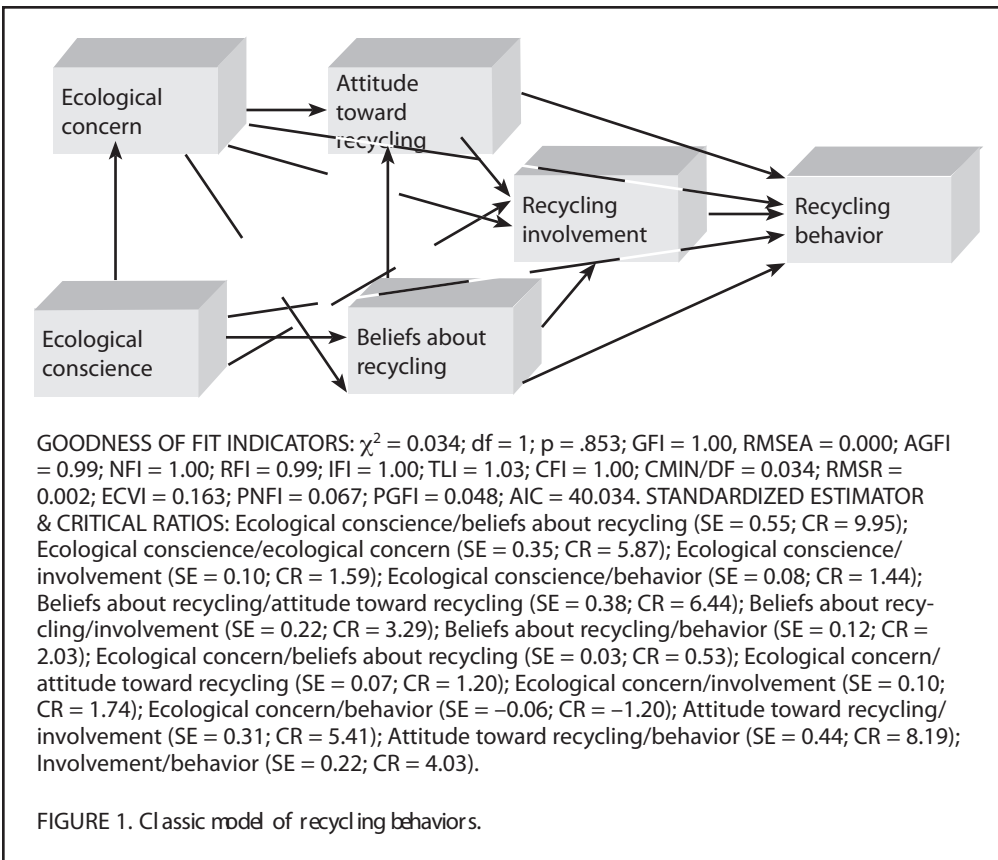 Ecological
concern
Attitude
toward
recycling
Recycling
involvement
Recycling
behavior
Ecological
conscience
Beliefs about
recycling
GOODNESS OF FIT INDICATORS: χ² = 0.034; df = 1; p = .853; GFI = 1.00, RMSEA = 0.000; AGFI
= 0.99; NFI = 1.00; RFI = 0.99; IFI = 1.00; TLI = 1.03; CFI = 1.00; CMIN/DF = 0.034; RMSR =
0.002; ECVI = 0.163; PNFI = 0.067; PGFI = 0.048; AIC = 40.034. STANDARDIZED ESTIMATOR
& CRITICAL RATIOS: Ecological conscience/beliefs about recycling (SE = 0.55; CR = 9.95);
Ecological conscience/ecological concern (SE = 0.35; CR = 5.87); Ecological conscience/
involvement (SE = 0.10; CR = 1.59); Ecological conscience/behavior (SE = 0.08; CR = 1.44);
Beliefs about recycling/attitude toward recycling (SE = 0.38; CR = 6.44); Beliefs about recy-
cling/involvement (SE = 0.22; CR = 3.29); Beliefs about recycling/behavior (SE = 0.12; CR =
2.03); Ecological concern/beliefs about recycling (SE = 0.03; CR = 0.53); Ecological concern/
attitude toward recycling (SE = 0.07; CR = 1.20); Ecological concern/involvement (SE = 0.10;
CR = 1.74); Ecological concern/behavior (SE = –0.06; CR = –1.20); Attitude toward recycling/
involvement (SE = 0.31; CR = 5.41); Attitude toward recycling/behavior (SE = 0.44; CR = 8.19);
Involvement/behavior (SE = 0.22; CR = 4.03).
FIGURE 1. Classic model of recycling behaviors.